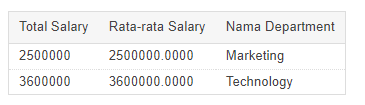 Total Salary Rata-rata Salary Nama Department
2500000 2500000.0000 Marketing
3600000 3600000.0000 Technology